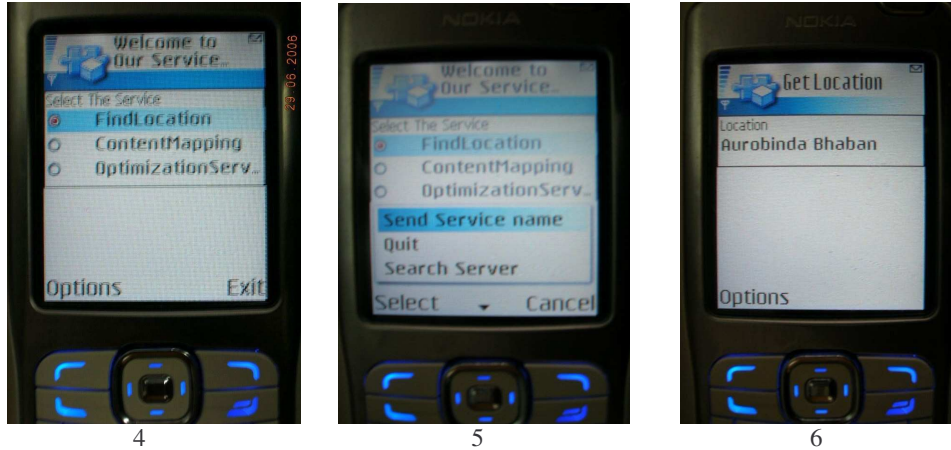 Welcome to
Our Service..
Select The Service
FindLocation
ContentMapping
OptimizationServ..
Options Exit
29 06 2006
4
NOKIA
Welcome to
Our Service..
Select The Service
FindLocation
ContentMapping
OptimizationServ..
Send Service name
Quit
Search Server
Select Cancel
5
NOKIA
GetLocation
Location
Aurobinda Bhaban
Options
6